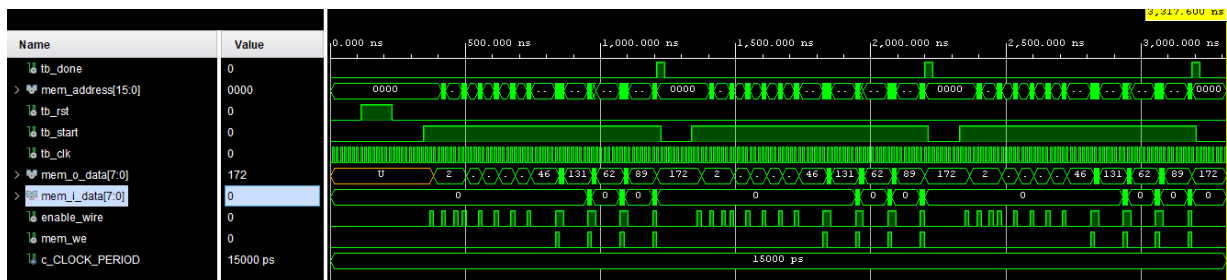 3,317.600 ns
Name Value 0.000 ns 500.000 ns 1,000.000 ns 1,500.000 ns 2,000.000 ns 2,500.000 ns 3,000.000 ns
tb_done 0
mem_address[15:0] 0000 0000 0000 0000 0000
tb_rst 0
tb_start 0
tb_clk 0
mem_o_data[7:0] 172 U 2 46 131 62 89 172 2 46 131 62 89 172 2 46 131 62 89 172
mem_i_data[7:0] 0 0 0 0 0 0 0 0 0 0 0
enable_wire 0
mem_we 0
c_CLOCK_PERIOD 15000 ps 15000 ps